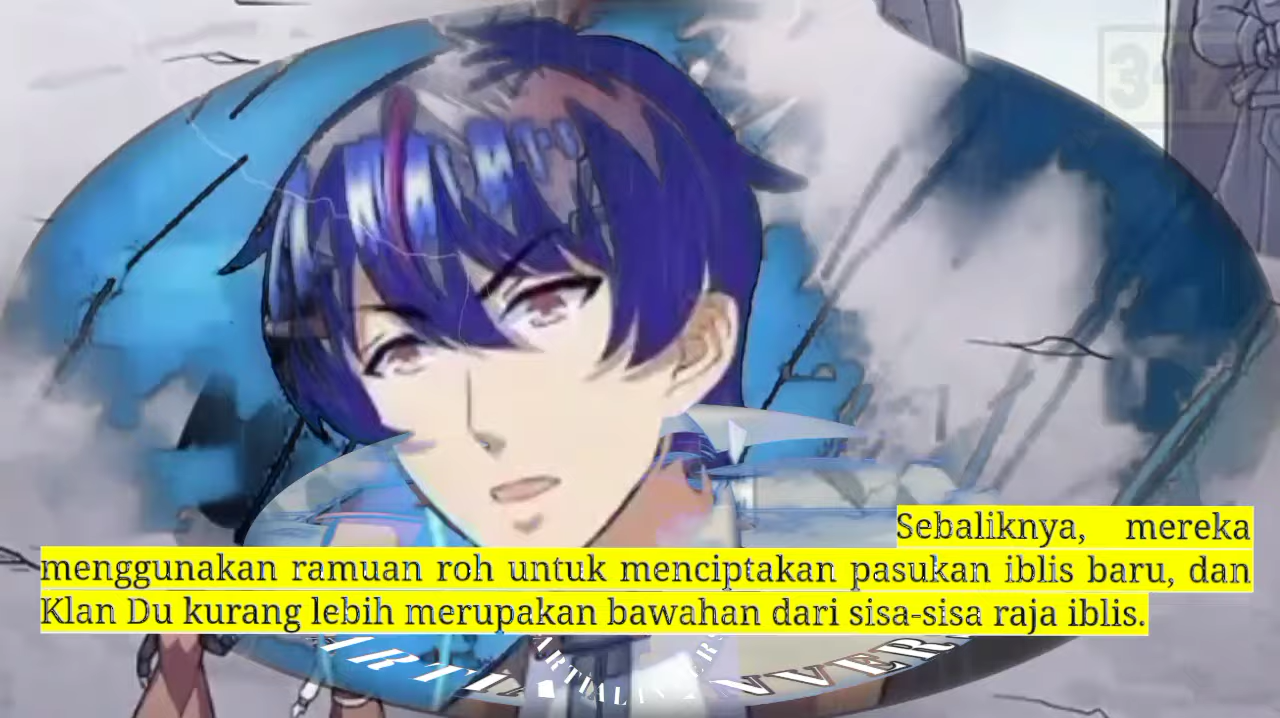 Sebaliknya, mereka
menggunakan ramuan roh untuk menciptakan pasukan iblis baru, dan
Klan Du kurang lebih merupakan bawahan dari sisa-sisa raja iblis.